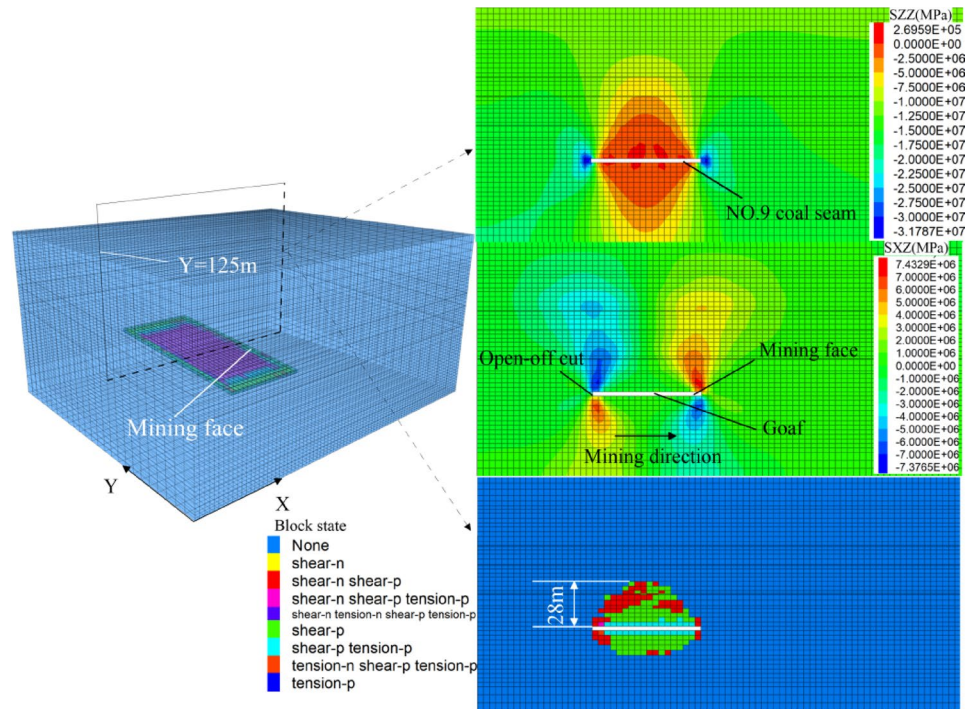 Y=125m
Mining face
Y
X
Block state
None
shear-n
shear-n shear-p
shear-n shear-p tension-p
shear-n tension-n shear-p tension-p
shear-p
shear-p tension-p
tension-n shear-p tension-p
tension-p
SZZ(MPa)
2.6959E+05
0.0000E+00
-2.5000E+06
-5.0000E+06
-7.5000E+06
-1.0000E+07
-1.2500E+07
-1.5000E+07
-1.7500E+07
-2.0000E+07
-2.2500E+07
-2.5000E+07
-2.7500E+07
-3.0000E+07
-3.1787E+07
NO.9 coal seam
SXZ(MPa)
7.4329E+06
7.0000E+06
6.0000E+06
5.0000E+06
4.0000E+06
3.0000E+06
2.0000E+06
1.0000E+06
0.0000E+00
-1.0000E+06
-2.0000E+06
-3.0000E+06
-4.0000E+06
-5.0000E+06
-6.0000E+06
-7.0000E+06
-7.3765E+06
Open-off cut
Mining face
Goaf
Mining direction
28m